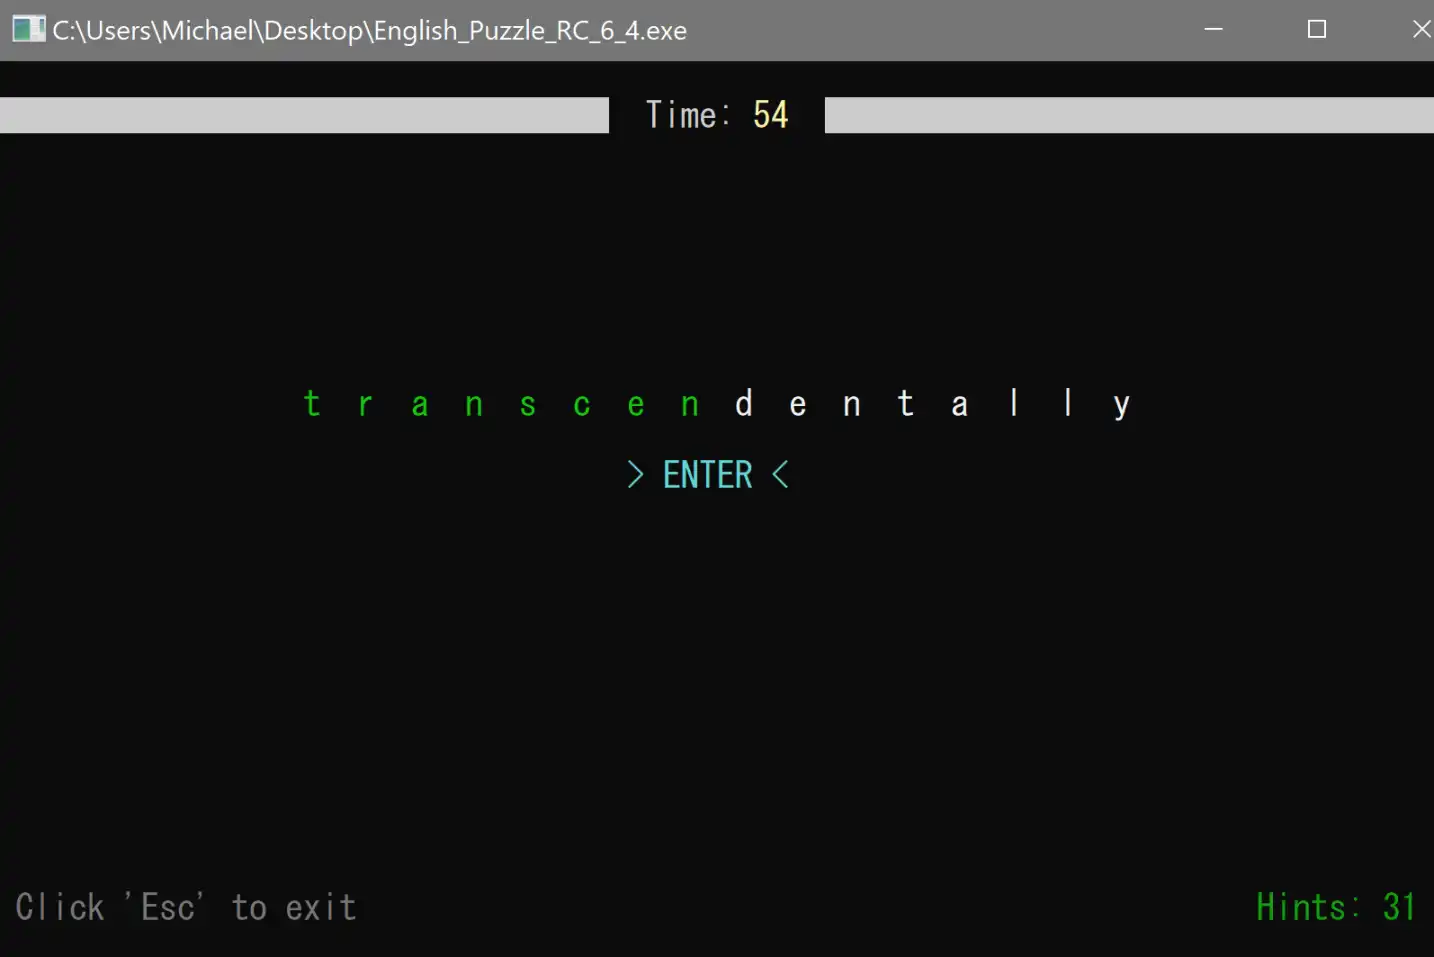 C:\Users\Michael\Desktop\English_Puzzle_RC_6_4.exe
Time: 54
t r a n s c e n d e n t a l l y
> ENTER <
Click 'Esc' to exit
Hints: 31